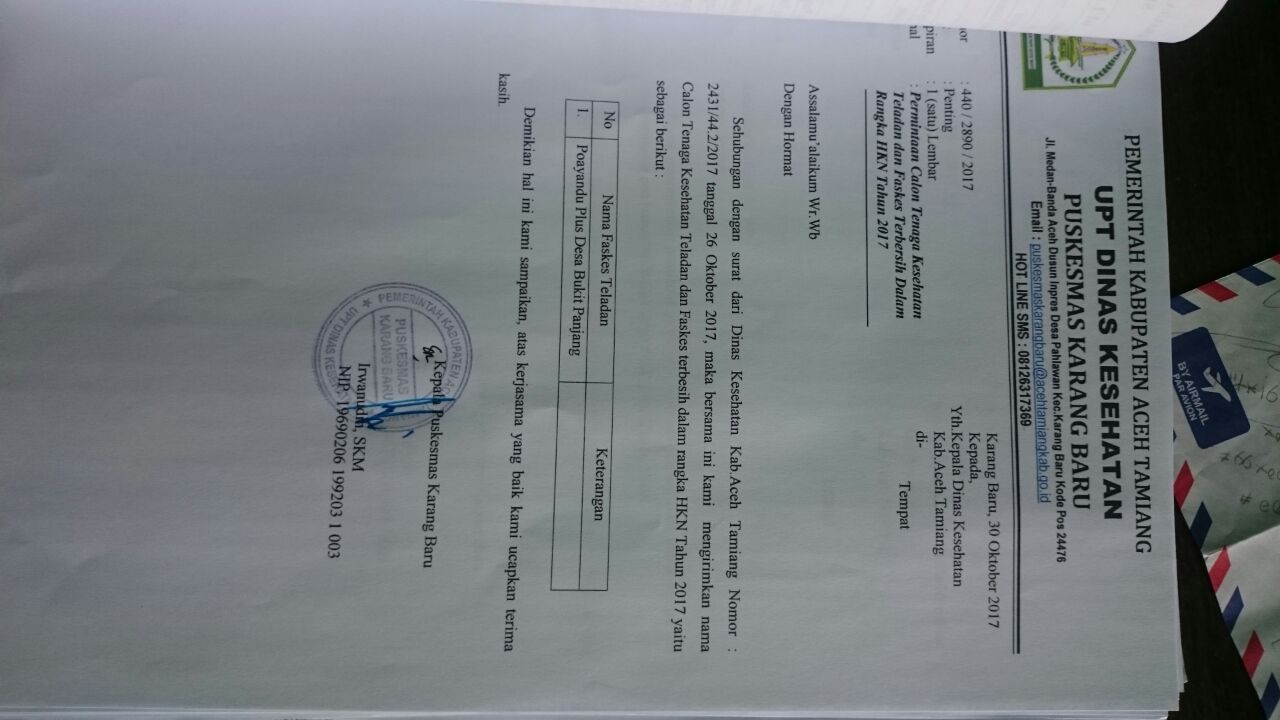 BY AIRMAIL
PAR AVION
PEMERINTAH KABUPATEN ACEH TAMIANG
UPT DINAS KESEHATAN
PUSKESMAS KARANG BARU
Jl. Medan-Banda Aceh Dusun Inpres Desa Pahlawan Kec.Karang Baru Kode Pos 24476
Email : puskesmaskarangbaru@acehtamiangkab.go.id
HOT LINE SMS : 08126317369
Karang Baru, 30 Oktober 2017
Kepada,
Yth.Kepala Dinas Kesehatan
Kab.Aceh Tamiang
di-
Tempat
: 440 / 2890 / 2017
: Penting
piran : 1 (satu) Lembar
: Permintaan Calon Tenaga Kesehatan
Teladan dan Faskes Terbersih Dalam
Rangka HKN Tahun 2017
Assalamu'alaikum Wr.Wb
Dengan Hormat
Sehubungan dengan surat dari Dinas Kesehatan Kab.Aceh Tamiang Nomor :
2431/44.2/2017 tanggal 26 Oktober 2017, maka bersama ini kami mengirimkan nama
Calon Tenaga Kesehatan Teladan dan Faskes terbesih dalam rangka HKN Tahun 2017 yaitu
sebagai berikut :
No Nama Faskes Teladan Keterangan
1. Poayandu Plus Desa Bukit Panjang
Demikian hal ini kami sampaikan, atas kerjasama yang baik kami ucapkan terima
kasih.
Kepala Puskesmas Karang Baru
PEMERINTAH KABUPATEN ACEH
PUSKESMAS
KARANG BARU
UPT DINAS KESEHATAN
Irwanudin, SKM
NIP. 19690206 199203 1 003